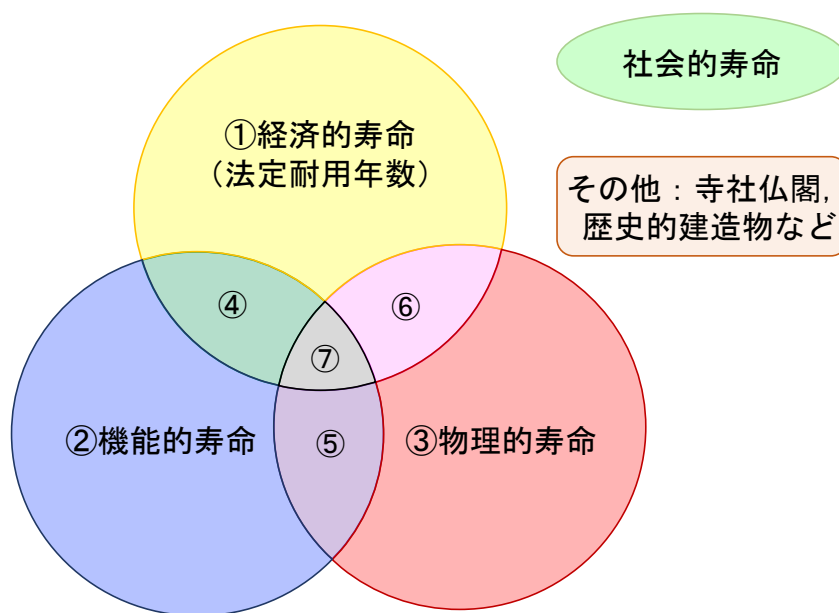 社会的寿命
①経済的寿命
（法定耐用年数）
その他：寺社仏閣,
歴史的建造物など
④
⑥
⑦
②機能的寿命
⑤
③物理的寿命